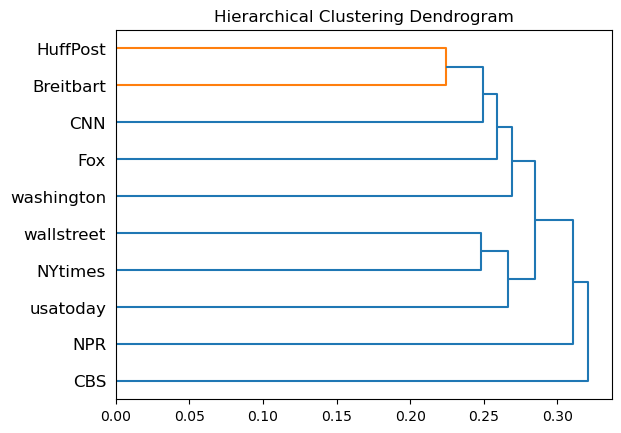 Hierarchical Clustering Dendrogram
HuffPost
Breitbart
CNN
Fox
washington
wallstreet
NYtimes
usatoday
NPR
CBS
0.00 0.05 0.10 0.15 0.20 0.25 0.30